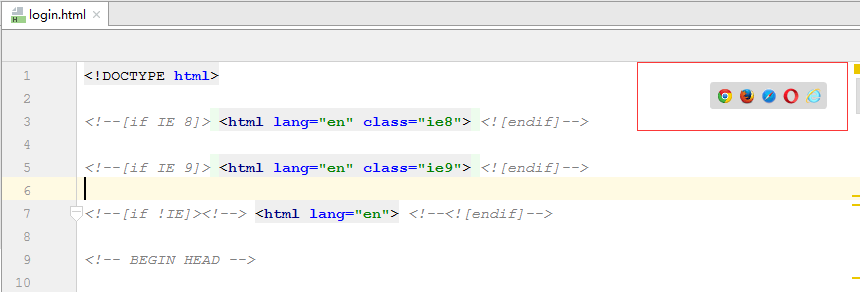 login.html
1 <!DOCTYPE html>
2
3 <!--[if IE 8]> <html lang="en" class="ie8"> <![endif]-->
4
5 <!--[if IE 9]> <html lang="en" class="ie9"> <![endif]-->
6
7 <!--[if !IE]><!--> <html lang="en"> <!--<![endif]-->
8
9 <!-- BEGIN HEAD -->
10